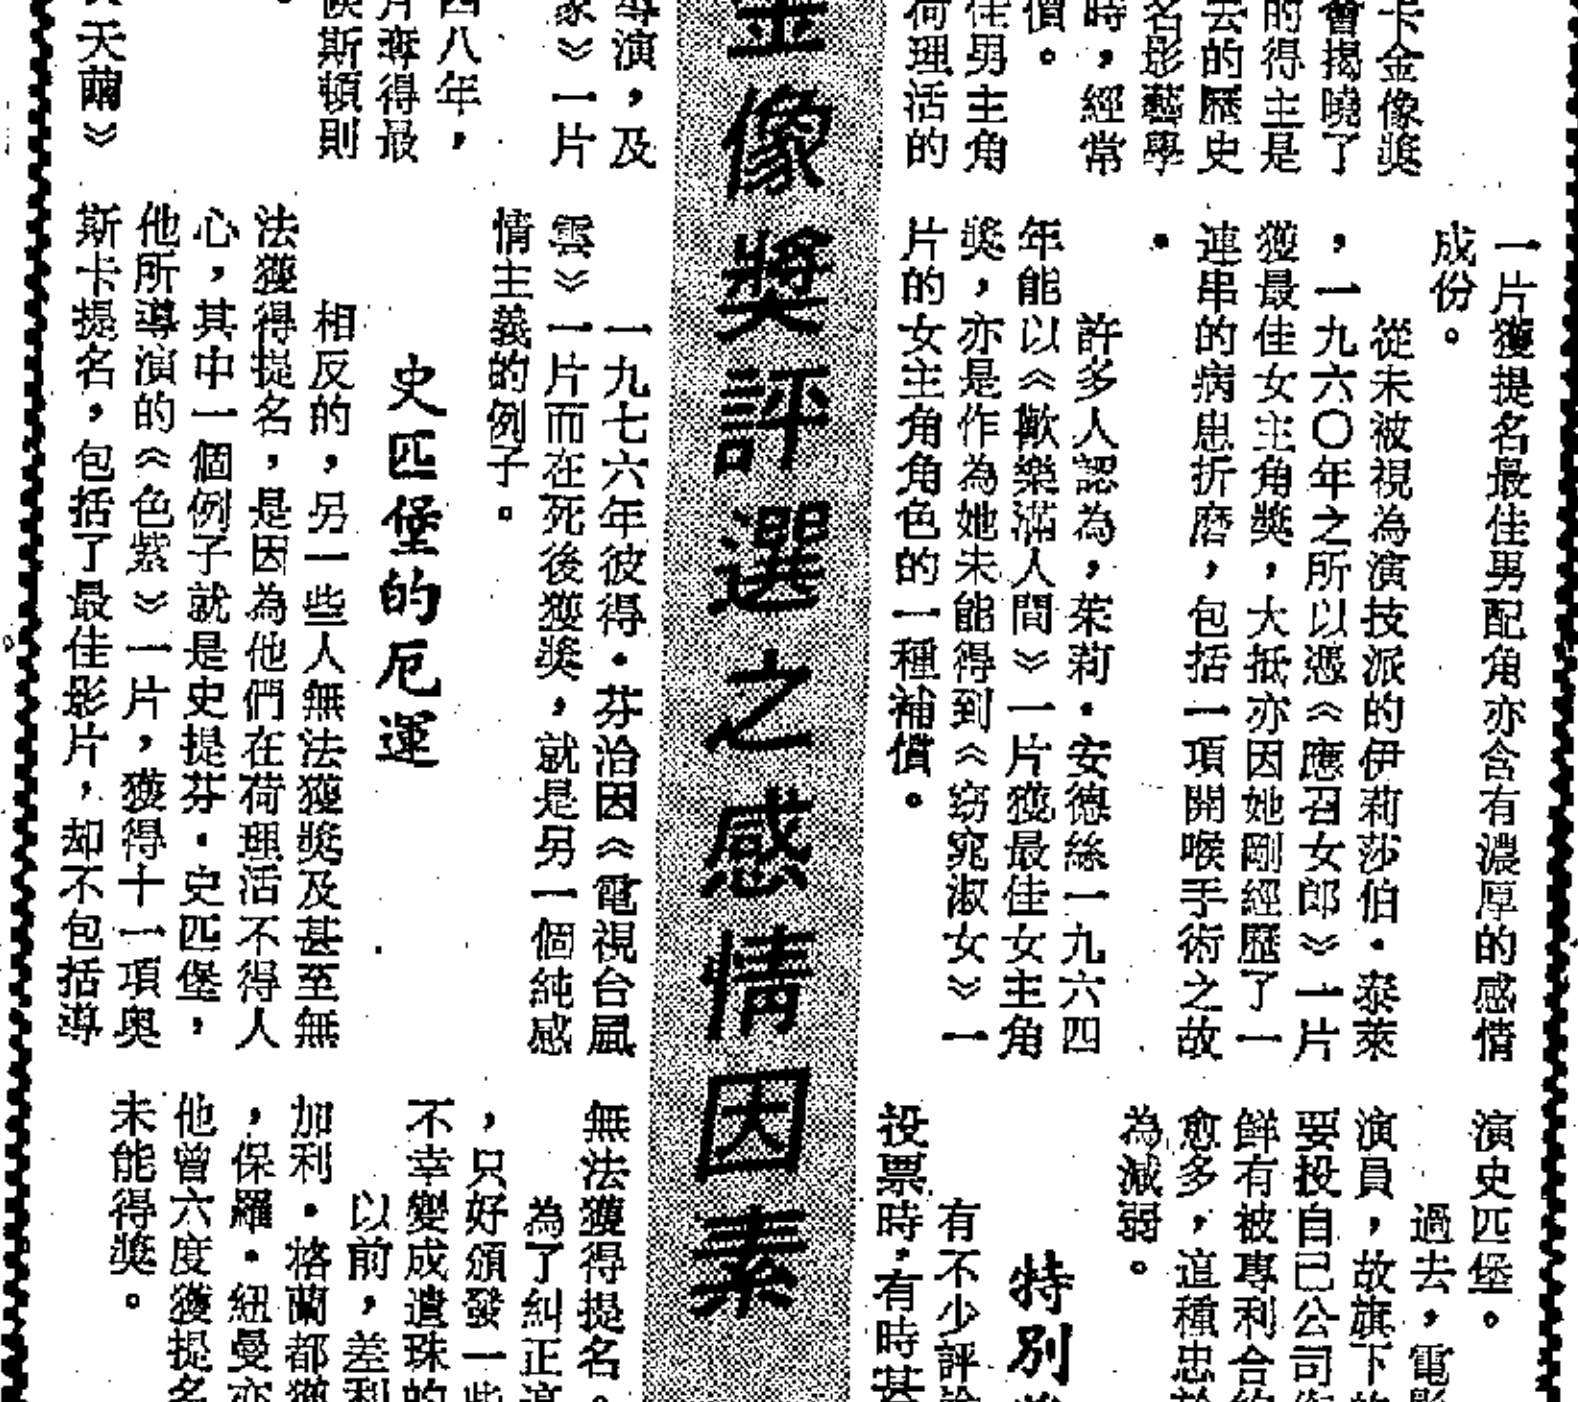 金像獎評選之感情因素
卡金像獎
會揭曉了
的得主是
去的歷史
名影藝學
時，經常
償。
佳男主角
荷理活的
導演，及
家》一片
四八年，
月奪得最
侯斯頓則
。
天繭》
一片獲提名最佳男配角亦含有濃厚的感情
成份。
從未被視為演技派的伊莉莎伯．泰萊
，一九六〇年之所以憑《應召女郎》一片
獲最佳女主角獎，大抵亦因她剛經歷了一
連串的病患折磨，包括一項開喉手術之故
。
許多人認為，茱莉．安德絲一九六四
年能以《歡樂滿人間》一片獲最佳女主角
獎，亦是作為她未能得到《窈窕淑女》一
片的女主角角色的一種補償。
一九七六年彼得．芬治因《電視台風
雲》一片而在死後獲獎，就是另一個純感
情主義的例子。
史匹堡的厄運
相反的，另一些人無法獲獎及甚至無
法獲得提名，是因為他們在荷理活不得人
心，其中一個例子就是史提芬．史匹堡，
他所導演的《色紫》一片，獲得十一項奥
斯卡提名，包括了最佳影片，却不包括導
演史匹堡。
過去，電影
演員，故旗下的
要投自己公司
鮮有被專利合約
愈多，這種忠於
為減弱。
特別
有不少評論
投票時，有時甚
無法獲得提名。
為了糾正這
，只好頒發一些
不幸變成遺珠的
以前，差利
加利．格蘭都獲
，保羅．紐曼亦
他曾六度獲提名
未能得獎。